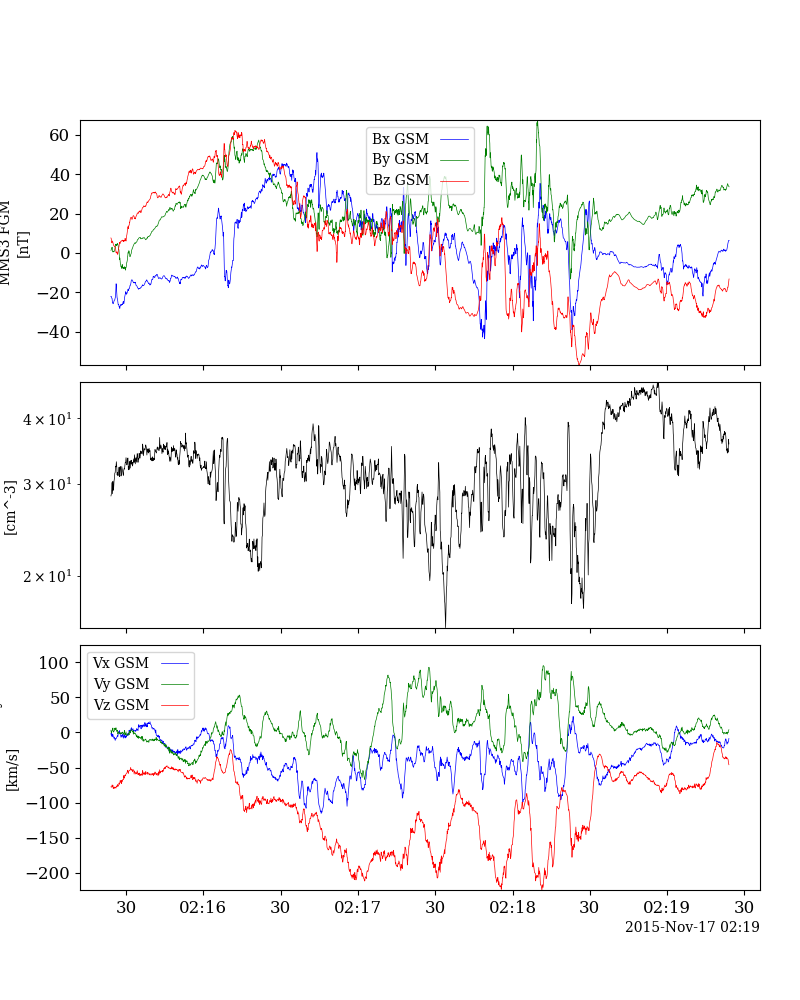 60
40
20
0
−20
−40
MMS3 FGM
[nT]
Bx GSM
By GSM
Bz GSM
4×10¹
3×10¹
2×10¹
[cm^-3]
100
50
0
−50
−100
−150
−200
[km/s]
Vx GSM
Vy GSM
Vz GSM
30 02:16 30 02:17 30 02:18 30 02:19 30
2015-Nov-17 02:19